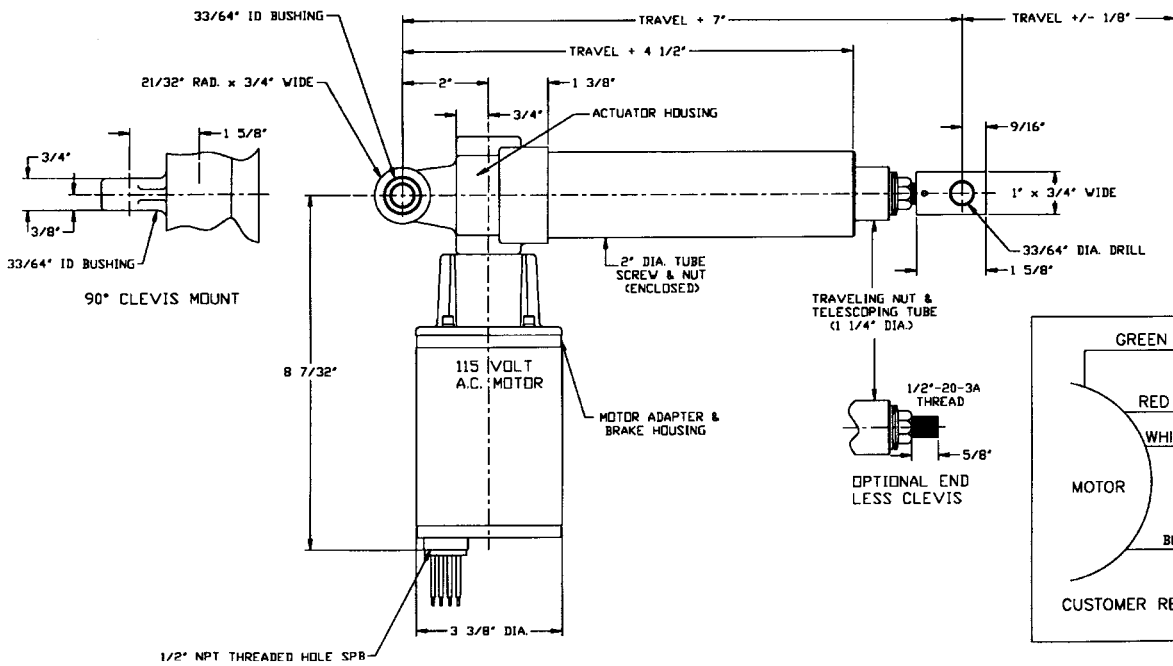 33/64" ID BUSHING
TRAVEL + 7"
TRAVEL +/- 1/8"
TRAVEL + 4 1/2"
21/32" RAD. x 3/4" WIDE
2"
1 3/8"
3/4"
ACTUATOR HOUSING
9/16"
1 5/8"
3/4"
3/8"
33/64" ID BUSHING
90° CLEVIS MOUNT
1" x 3/4" WIDE
33/64" DIA. DRILL
1 5/8"
2" DIA. TUBE
SCREW & NUT
(ENCLOSED)
TRAVELING NUT &
TELESCOPING TUBE
(1 1/4" DIA.)
8 7/32"
115 VOLT
A.C. MOTOR
MOTOR ADAPTER &
BRAKE HOUSING
1/2"-20-3A
THREAD
5/8"
OPTIONAL END
LESS CLEVIS
3 3/8" DIA.
1/2" NPT THREADED HOLE SPB
GREEN
RED
WHI
MOTOR
B
CUSTOMER RE